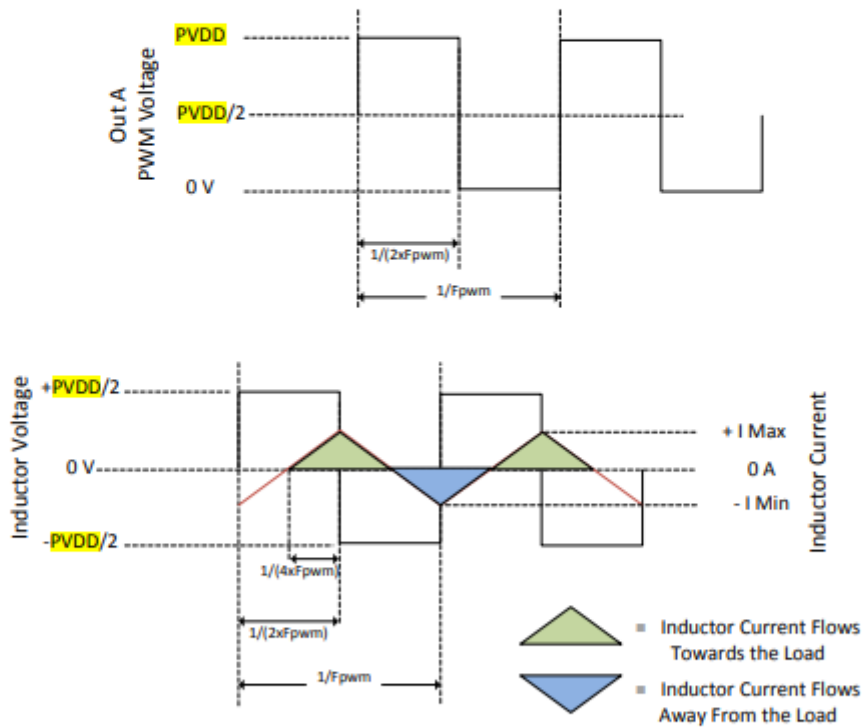 PVDD
Out A
PWM Voltage
PVDD/2
0 V
1/(2xFpwm)
1/Fpwm
Inductor Voltage
+PVDD/2
0 V
-PVDD/2
+ I Max
0 A
- I Min
Inductor Current
1/(4xFpwm)
1/(2xFpwm)
1/Fpwm
= Inductor Current Flows
Towards the Load
= Inductor Current Flows
Away From the Load